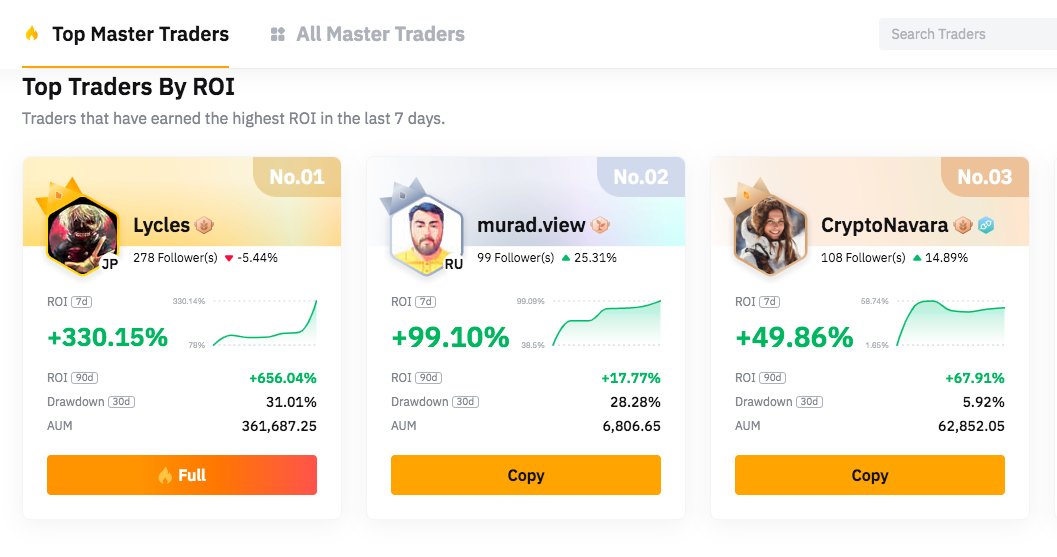 Top Master Traders
All Master Traders
Search Traders
Top Traders By ROI
Traders that have earned the highest ROI in the last 7 days.
No.01
Lycles
JP
278 Follower(s) -5.44%
ROI 7d
+330.15%
330.14%
78%
ROI 90d +656.04%
Drawdown 30d 31.01%
AUM 361,687.25
Full
No.02
murad.view
RU
99 Follower(s) 25.31%
ROI 7d
+99.10%
99.09%
38.5%
ROI 90d +17.77%
Drawdown 30d 28.28%
AUM 6,806.65
Copy
No.03
CryptoNavara
108 Follower(s) 14.89%
ROI 7d
+49.86%
58.74%
1.65%
ROI 90d +67.91%
Drawdown 30d 5.92%
AUM 62,852.05
Copy